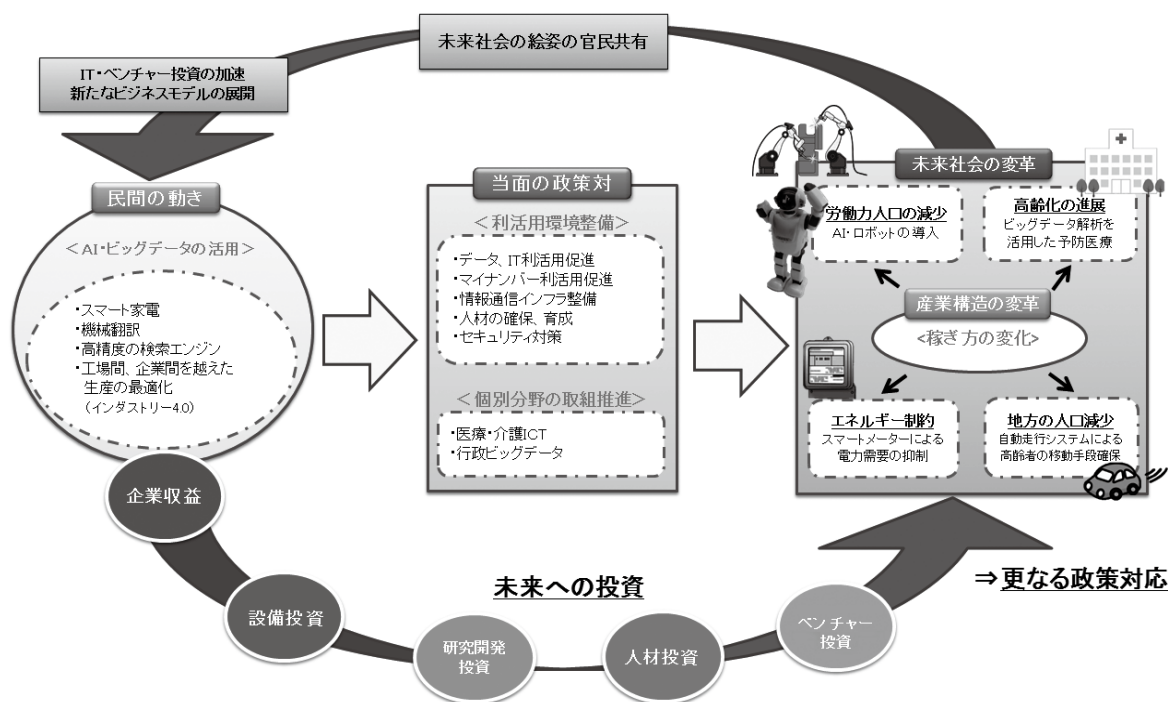 未来社会の絵姿の官民共有
IT・ベンチャー投資の加速
新たなビジネスモデルの展開
民間の動き
＜AI・ビッグデータの活用＞
・スマート家電
・機械翻訳
・高精度の検索エンジン
・工場間、企業間を越えた
生産の最適化
（インダストリー4.0）
当面の政策対
＜利活用環境整備＞
・データ、IT利活用促進
・マイナンバー利活用促進
・情報通信インフラ整備
・人材の確保、育成
・セキュリティ対策
＜個別分野の取組推進＞
・医療・介護ICT
・行政ビッグデータ
未来社会の変革
労働力人口の減少
AI・ロボットの導入
高齢化の進展
ビッグデータ解析を
活用した予防医療
産業構造の変革
<稼ぎ方の変化>
エネルギー制約
スマートメーターによる
電力需要の抑制
地方の人口減少
自動走行システムによる
高齢者の移動手段確保
企業収益
設備投資
研究開発
投資
人材投資
ベンチャー
投資
未来への投資
⇒更なる政策対応